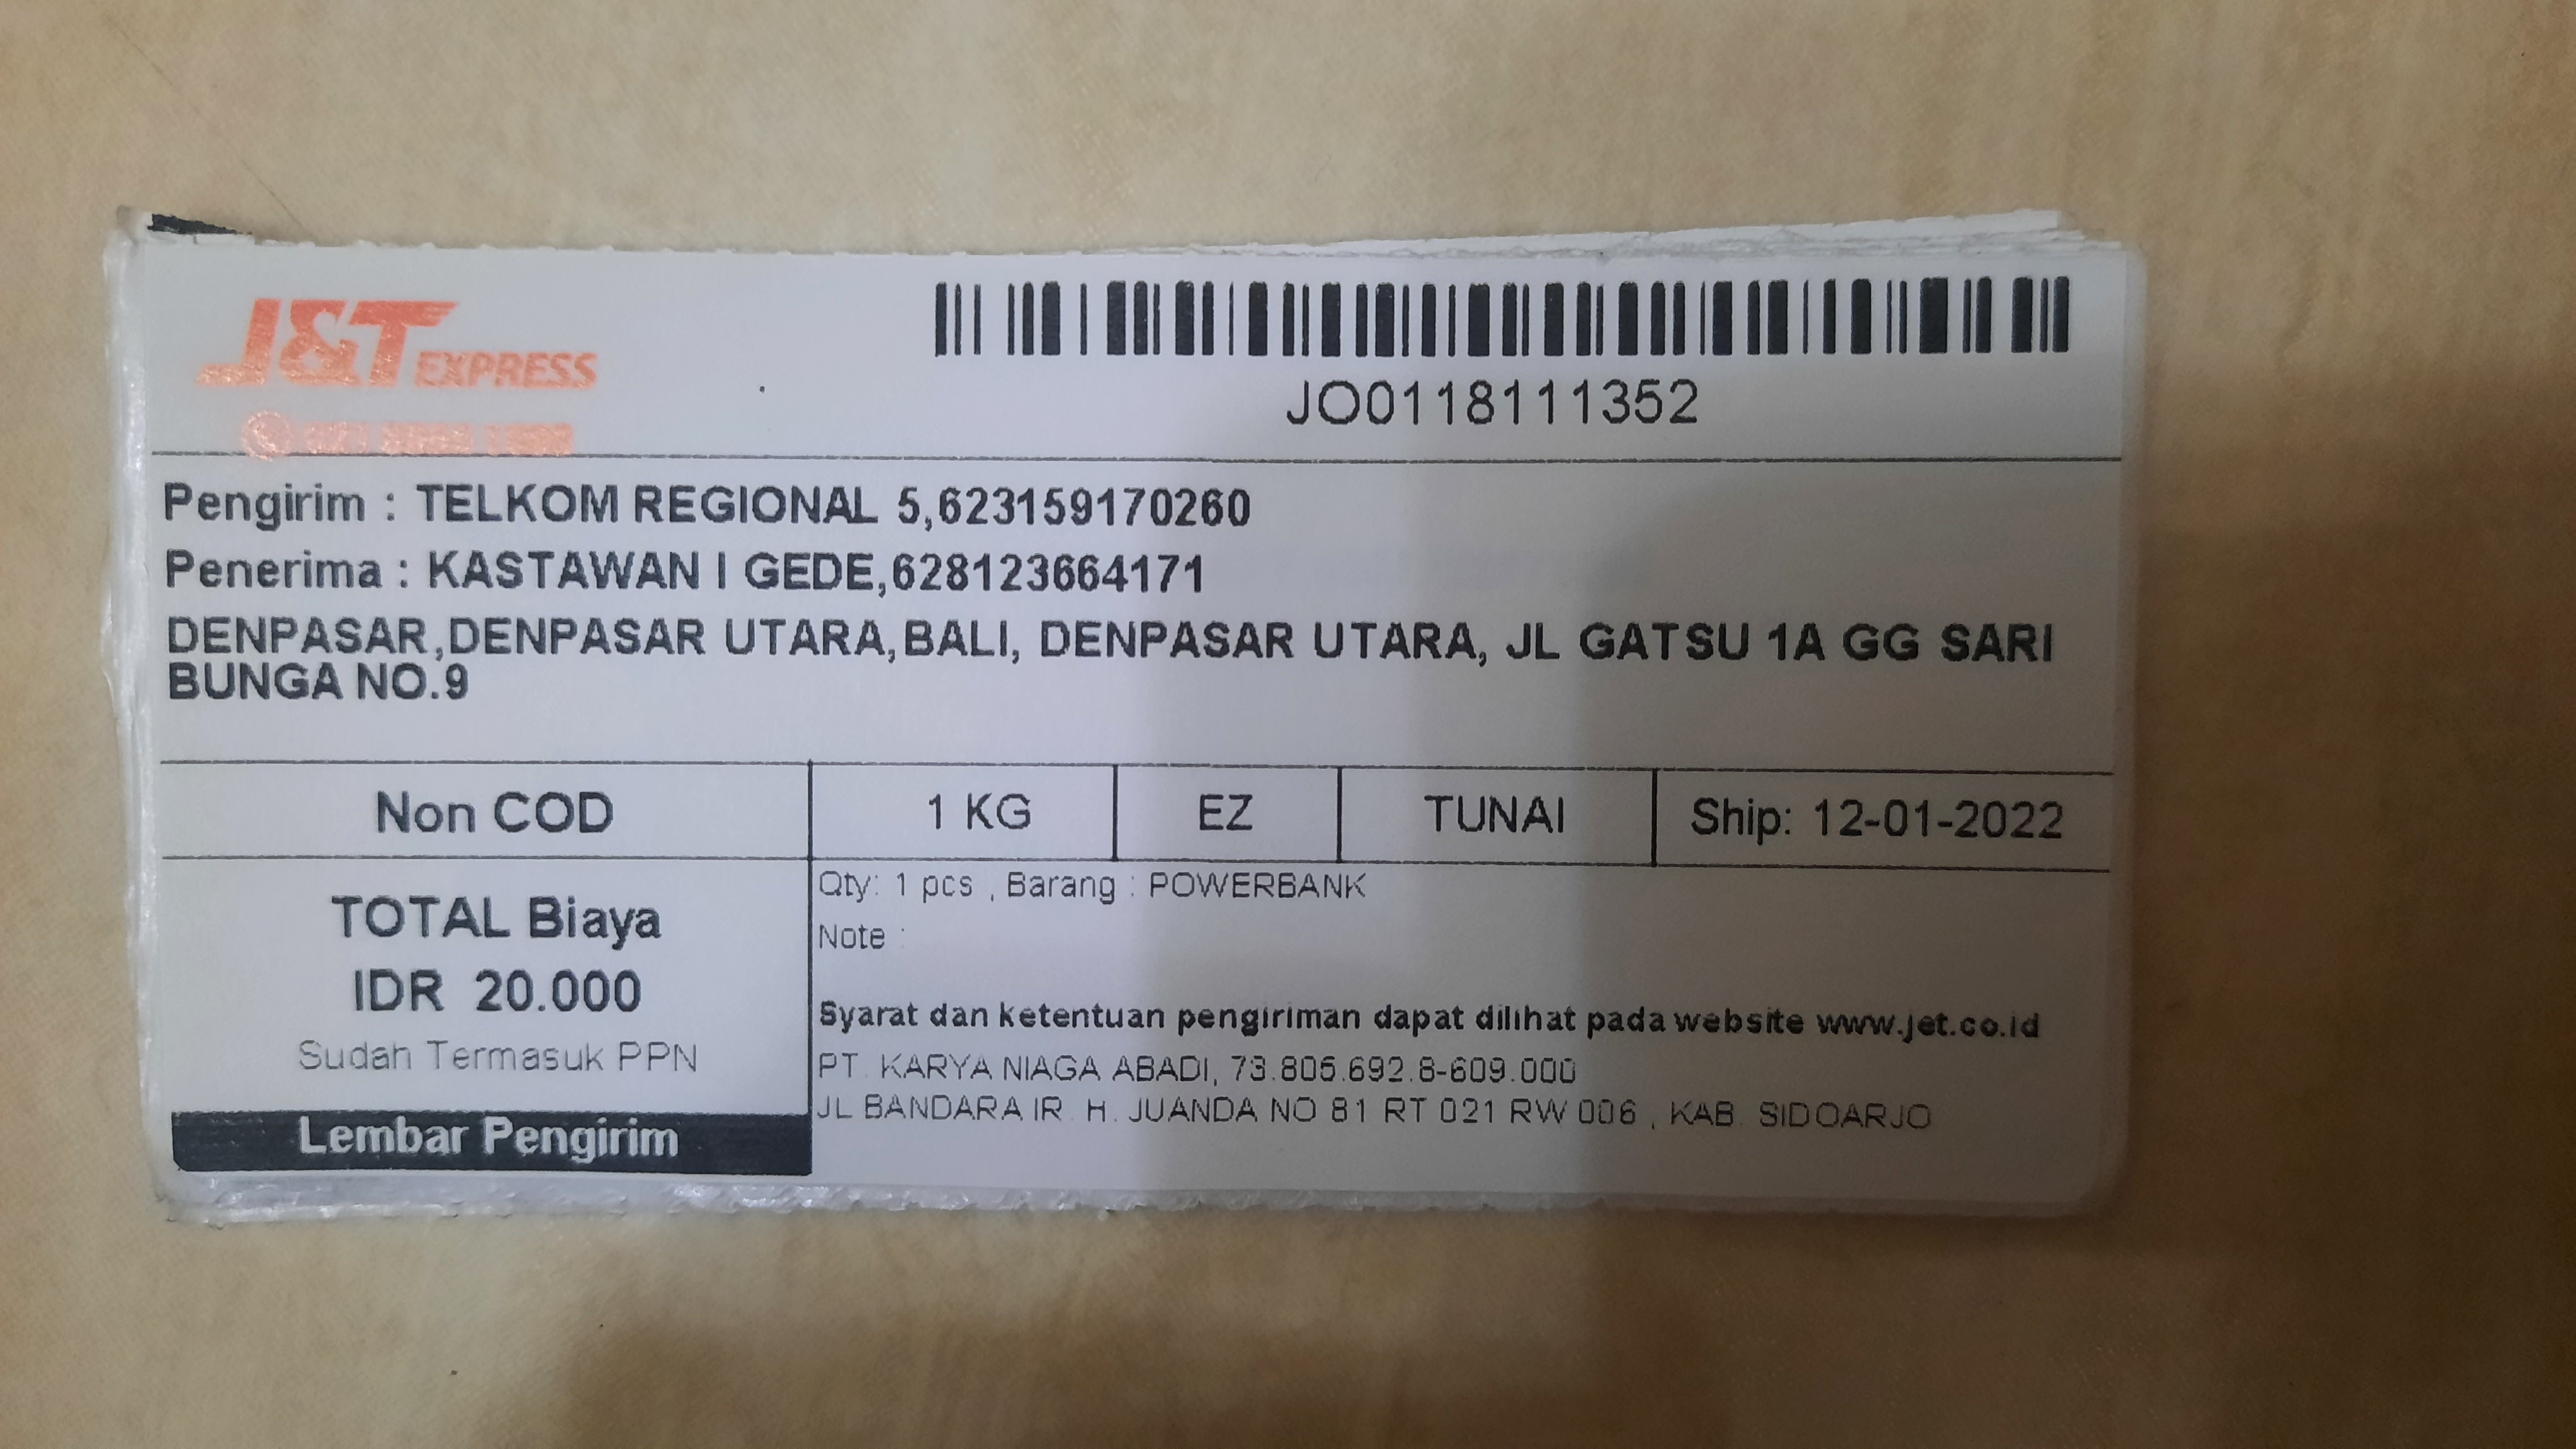 J&T EXPRESS
JO0118111352
Pengirim : TELKOM REGIONAL 5,623159170260
Penerima : KASTAWAN I GEDE,628123664171
DENPASAR,DENPASAR UTARA,BALI, DENPASAR UTARA, JL GATSU 1A GG SARI
BUNGA NO.9
Non COD
1 KG
EZ
TUNAI
Ship: 12-01-2022
TOTAL Biaya
IDR 20.000
Sudah Termasuk PPN
Lembar Pengirim
Qty: 1 pcs , Barang : POWERBANK
Note :
Syarat dan ketentuan pengiriman dapat dilihat pada website www.jet.co.id
PT. KARYA NIAGA ABADI, 73.805.692.8-609.000
JL BANDARA IR. H. JUANDA NO 81 RT 021 RW 006 , KAB. SIDOARJO